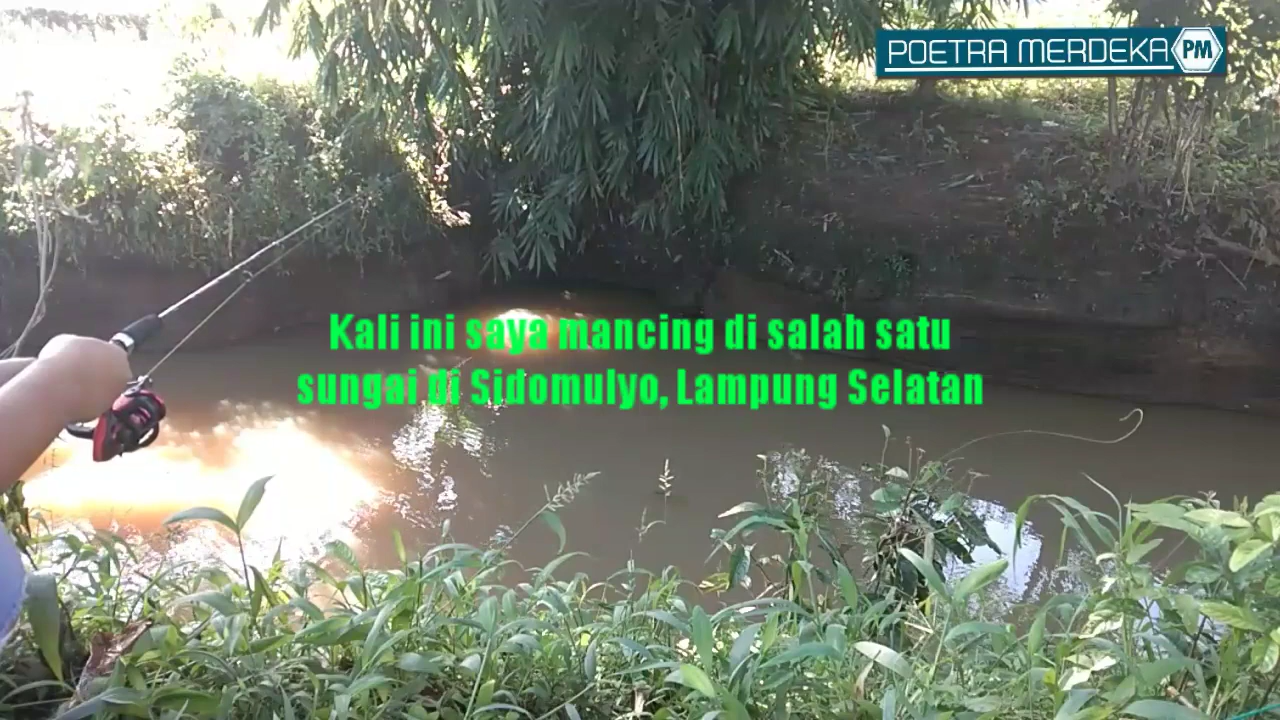 POETRA MERDEKA PM
Kali ini saya mancing di salah satu
sungai di Sidomulyo, Lampung Selatan